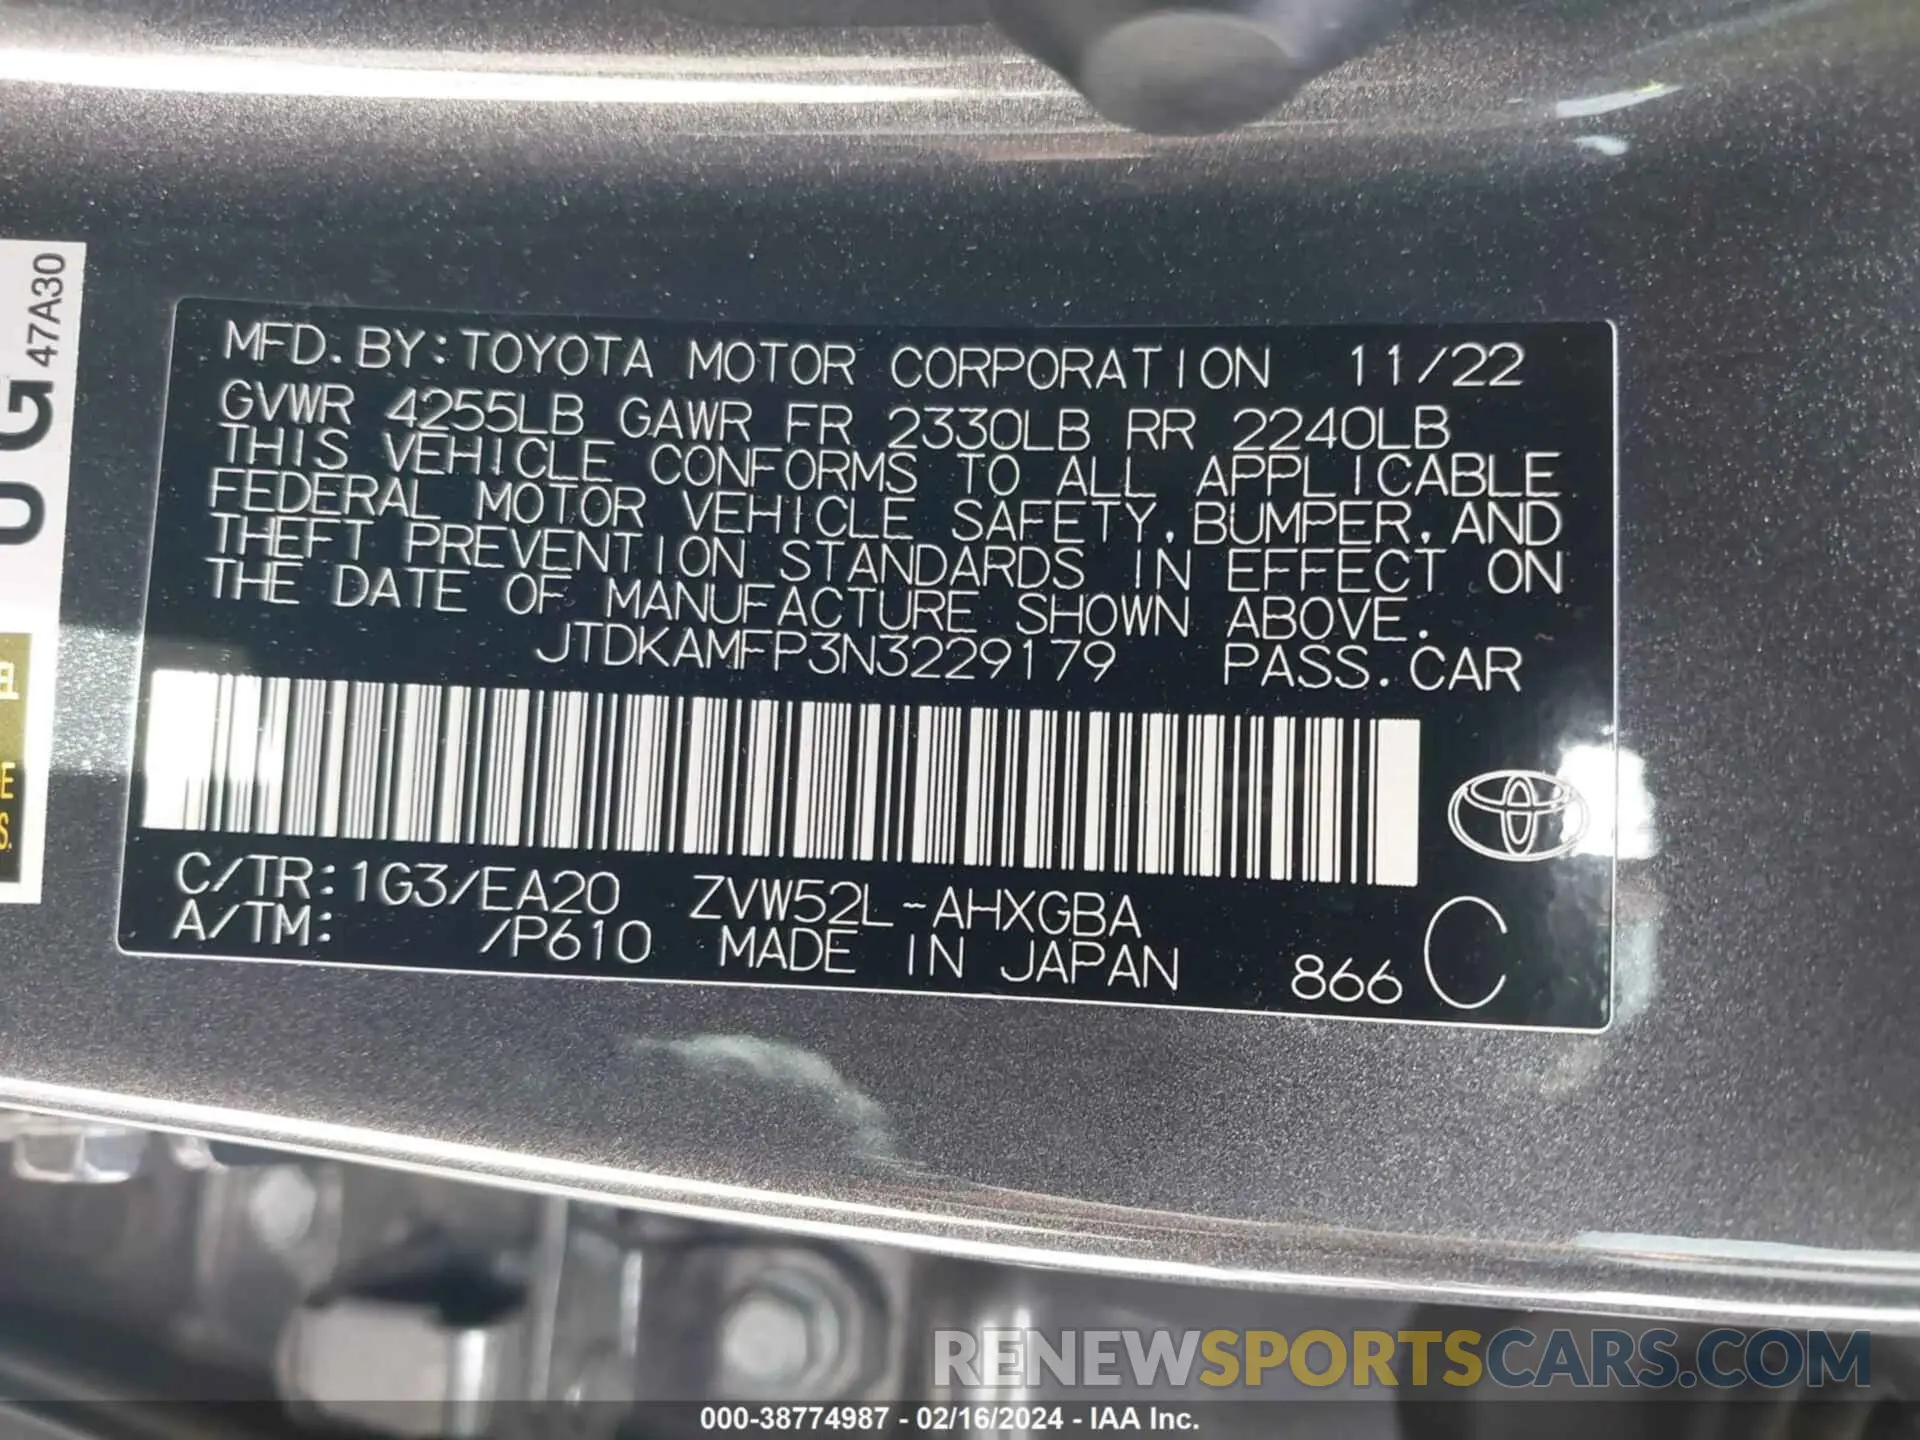 47A30
UG
E
S.
MFD.BY:TOYOTA MOTOR CORPORATION 11/22
GVWR 4255LB GAWR FR 2330LB RR 2240LB
THIS VEHICLE CONFORMS TO ALL APPLICABLE
FEDERAL MOTOR VEHICLE SAFETY,BUMPER,AND
THEFT PREVENTION STANDARDS IN EFFECT ON
THE DATE OF MANUFACTURE SHOWN ABOVE.
JTDKAMFP3N3229179 PASS.CAR
C/TR:1G3/EA20 ZVW52L-AHXGBA
A/TM: /P610 MADE IN JAPAN 866 C
RENEWSPORTSCARS.COM
000-38774987 - 02/16/2024 - IAA Inc.